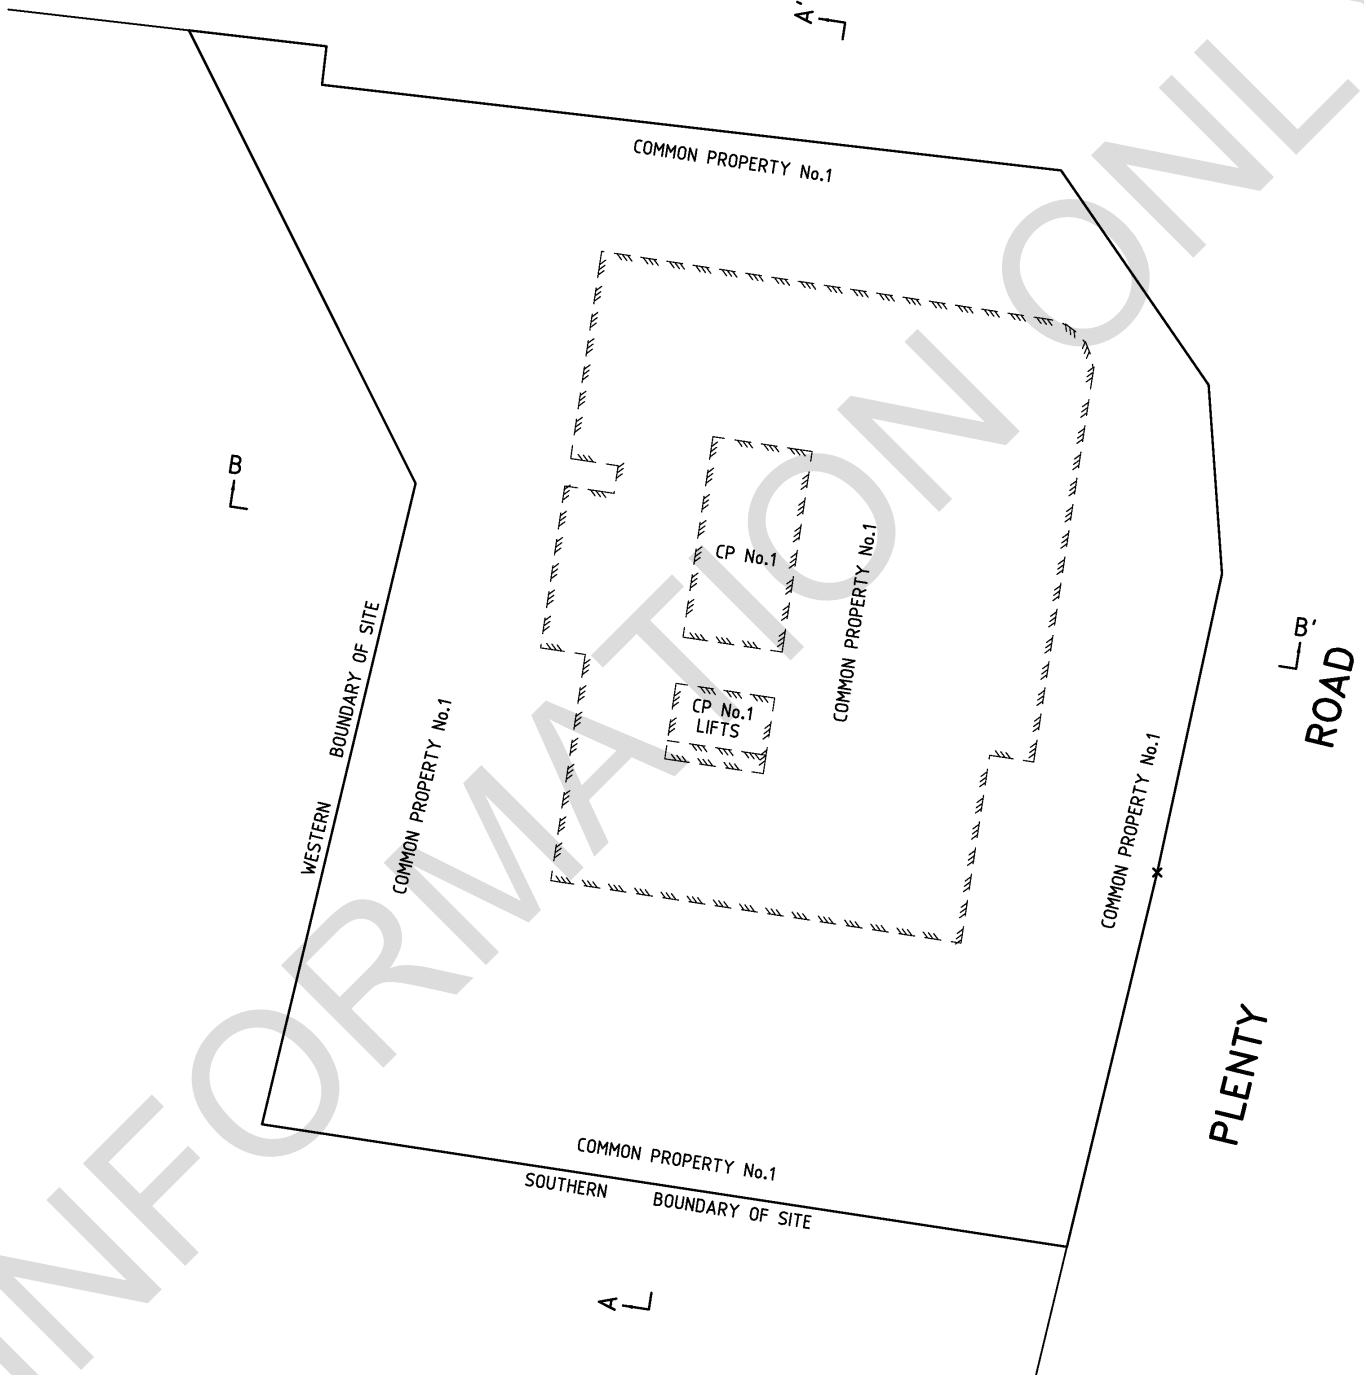 A'
COMMON PROPERTY No.1
B
CP No.1
COMMON PROPERTY No.1
WESTERN BOUNDARY OF SITE
COMMON PROPERTY No.1
CP No.1
LIFTS
B'
PLENTY ROAD
COMMON PROPERTY No.1
COMMON PROPERTY No.1
SOUTHERN BOUNDARY OF SITE
A
INFORMATION ONL